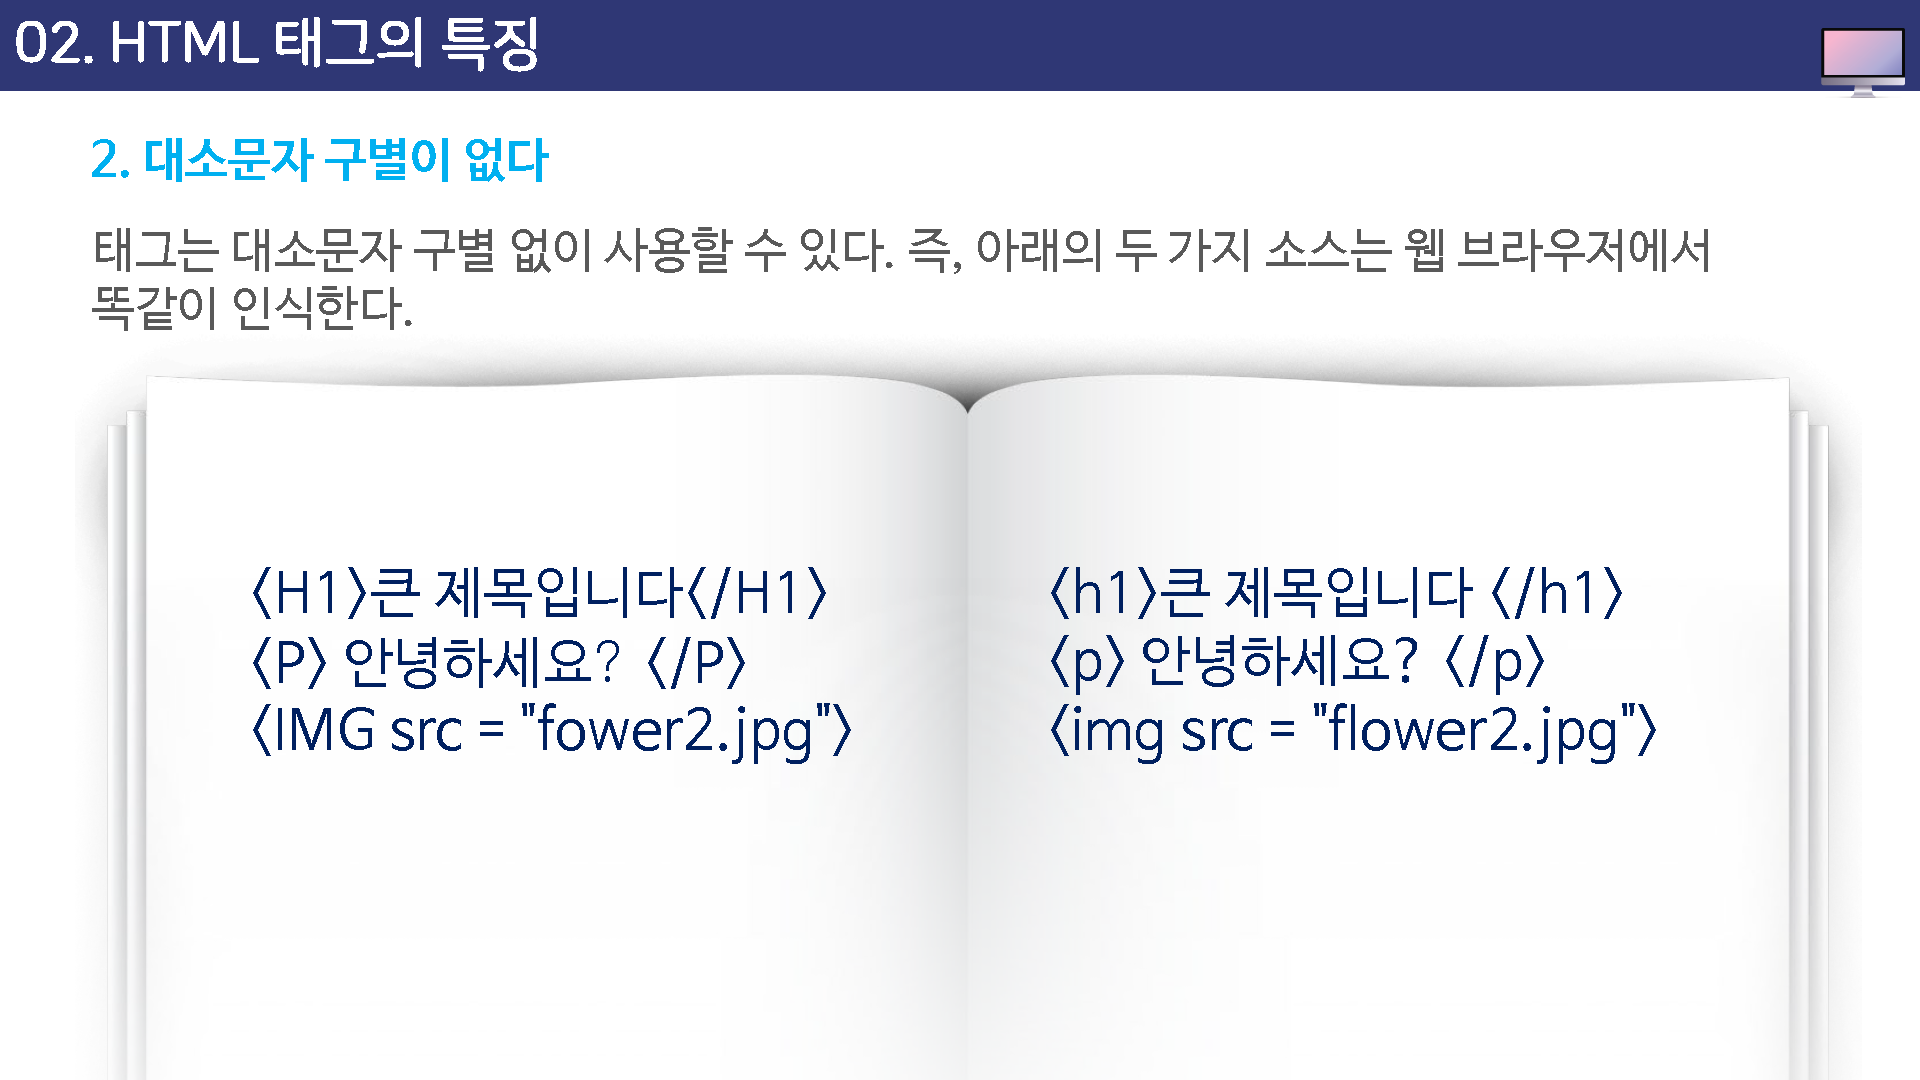 02. HTML 태그의 특징
2. 대소문자 구별이 없다
태그는 대소문자 구별 없이 사용할 수 있다. 즉, 아래의 두 가지 소스는 웹 브라우저에서
똑같이 인식한다.
<H1>큰 제목입니다</H1>
<P> 안녕하세요? </P>
<IMG src = "fower2.jpg">
<h1>큰 제목입니다 </h1>
<p> 안녕하세요? </p>
<img src = "flower2.jpg">